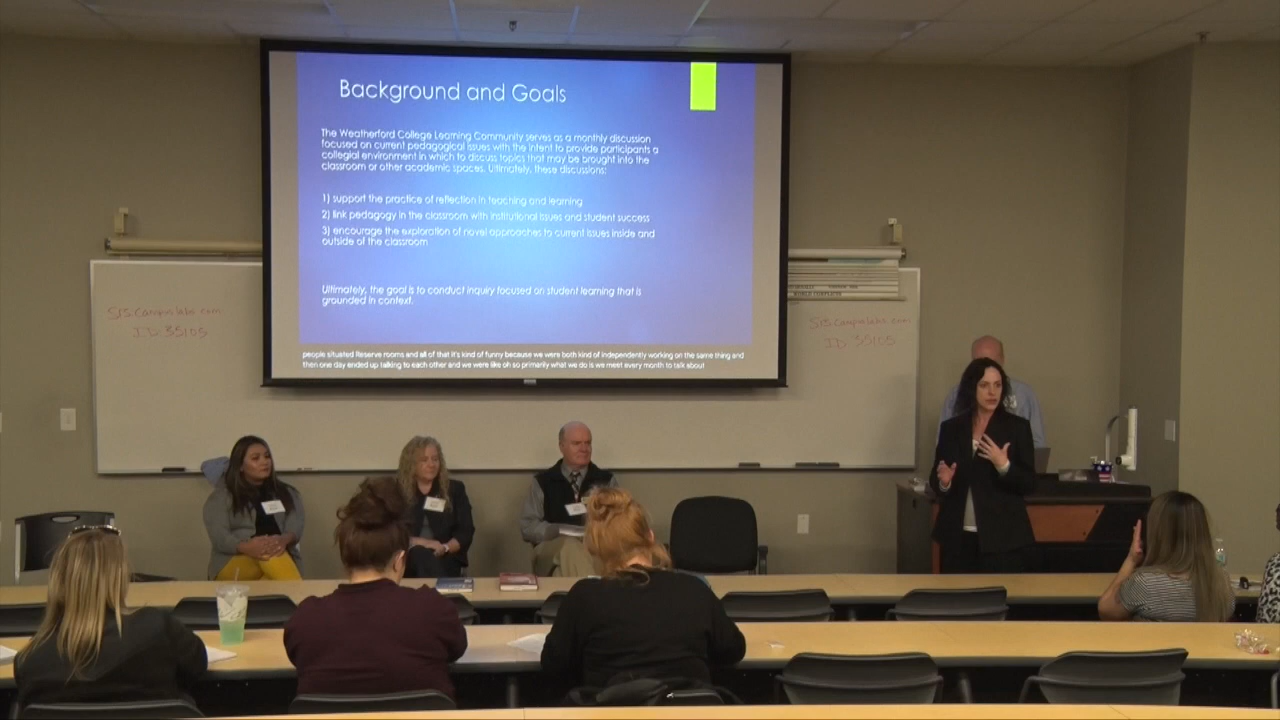 Background and Goals
The Weatherford College Learning Community serves as a monthly discussion
focused on current pedagogical issues with the intent to provide participants a
collegial environment in which to discuss topics that may be brought into the
classroom or other academic spaces. Ultimately, these discussions:
1) support the practice of reflection in teaching and learning
2) link pedagogy in the classroom with institutional issues and student success
3) encourage the exploration of novel approaches to current issues inside and
outside of the classroom
Ultimately, the goal is to conduct inquiry focused on student learning that is
grounded in context.
people situated Reserve rooms and all of that it's kind of funny because we were both kind of independently working on the same thing and
then one day ended up talking to each other and we were like oh so primarily what we do is we meet every month to talk about
ID: 35105
ID: 35105